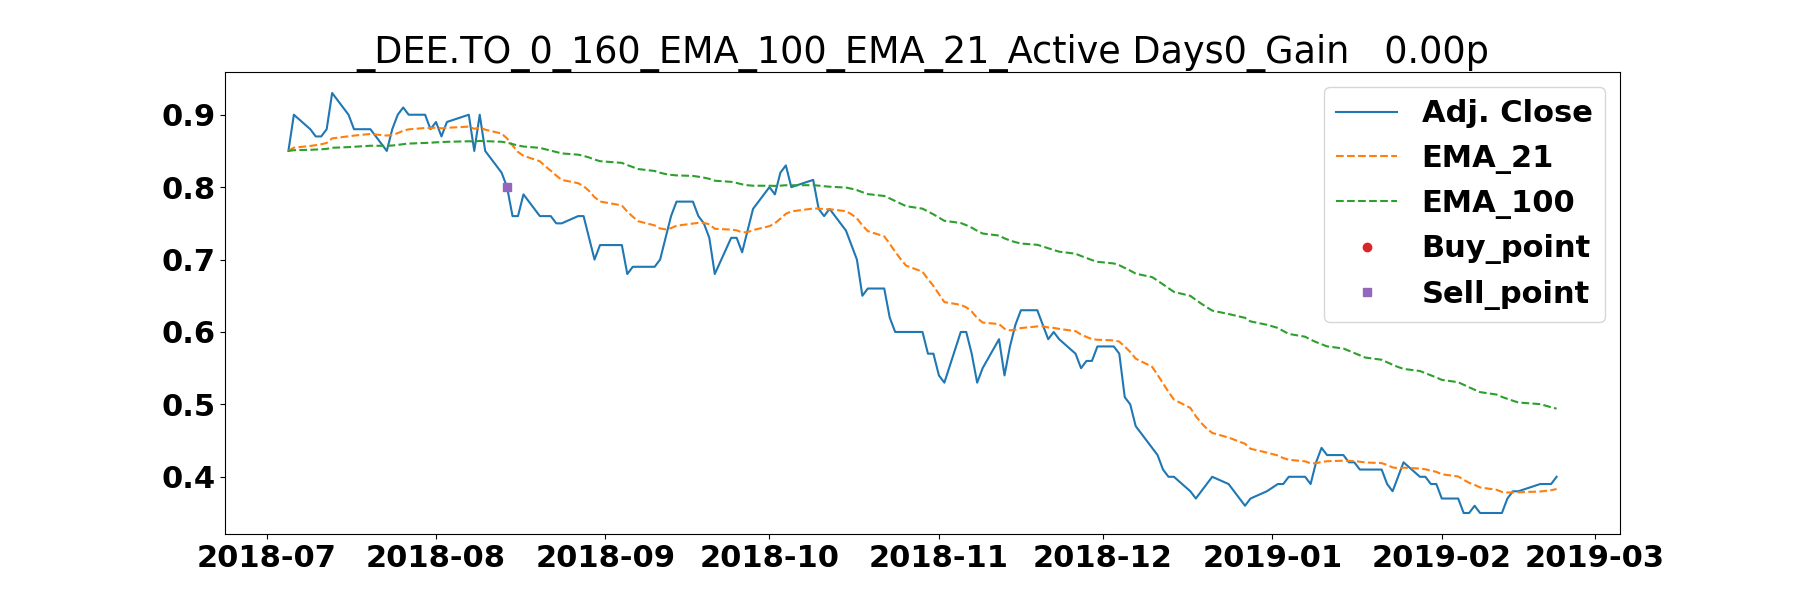 _DEE.TO_0_160_EMA_100_EMA_21_Active Days0_Gain   0.00p
0.9
0.8
0.7
0.6
0.5
0.4
Adj. Close
EMA_21
EMA_100
Buy_point
Sell_point
2018-07 2018-08 2018-09 2018-10 2018-11 2018-12 2019-01 2019-02 2019-03